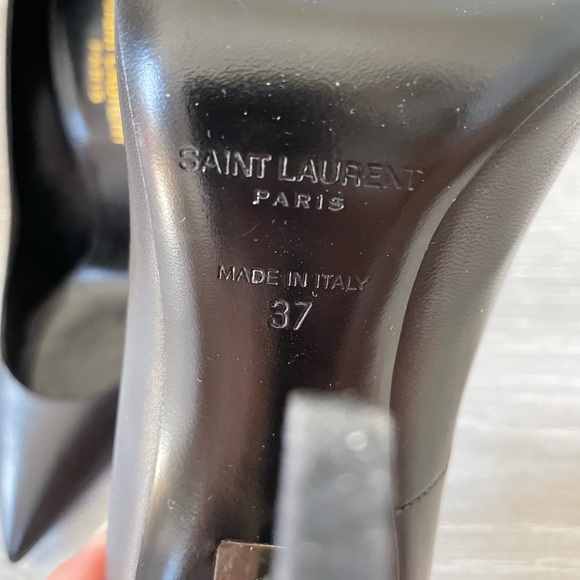 SAINT LAURENT
PARIS
MADE IN ITALY
37